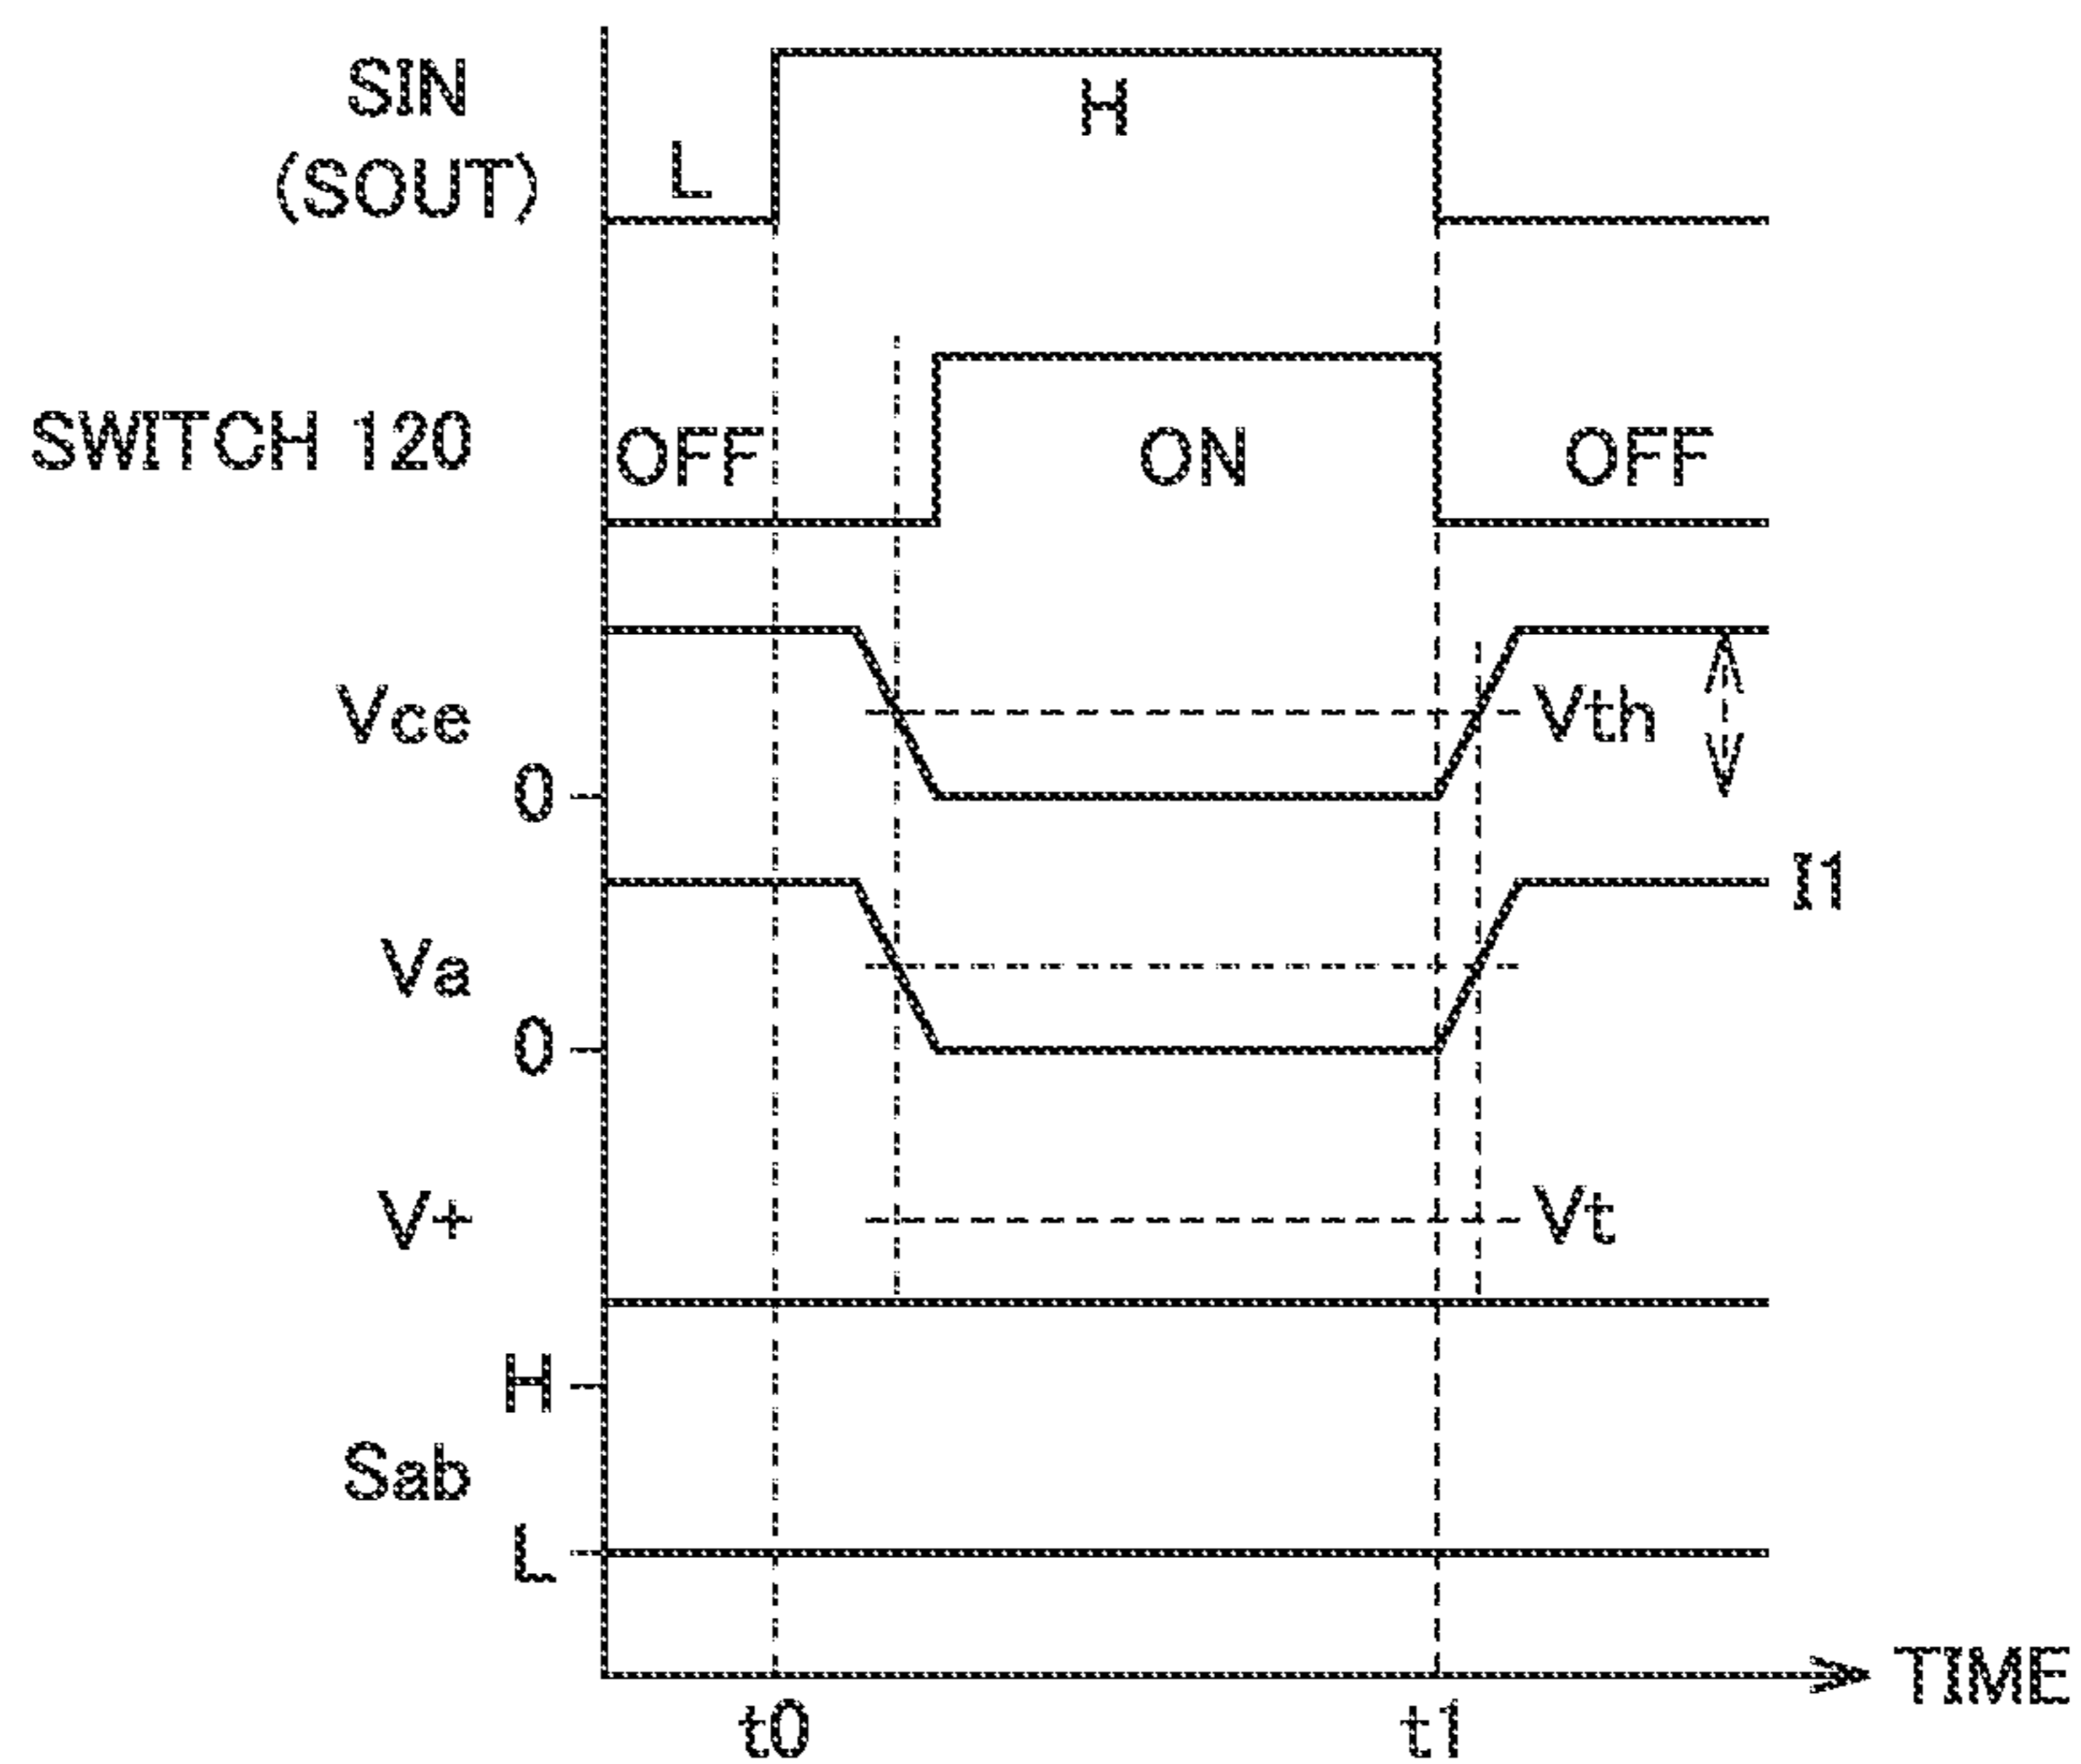 SIN
(SOUT)
L
H
SWITCH 120
OFF
ON
OFF
Vce
Vth
0
I1
Va
0
V+
Vt
H
Sab
L
TIME
t0
t1